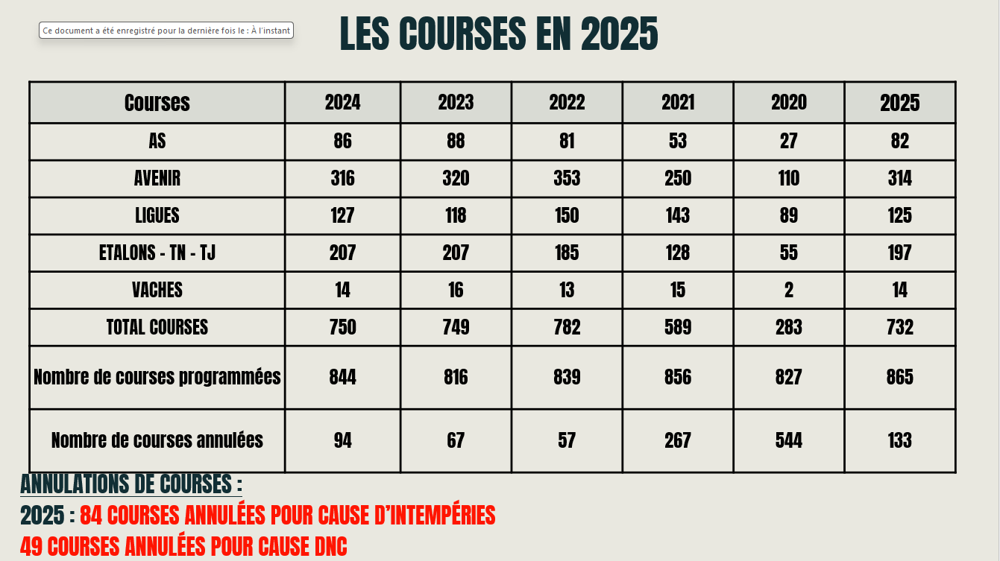 Ce document a été enregistré pour la dernière fois le : À l'instant
LES COURSES EN 2025
Courses 2024 2023 2022 2021 2020 2025
AS 86 88 81 53 27 82
AVENIR 316 320 353 250 110 314
LIGUES 127 118 150 143 89 125
ETALONS - TN - TJ 207 207 185 128 55 197
VACHES 14 16 13 15 2 14
TOTAL COURSES 750 749 782 589 283 732
Nombre de courses programmées 844 816 839 856 827 865
Nombre de courses annulées 94 67 57 267 544 133
ANNULATIONS DE COURSES :
2025 : 84 COURSES ANNULÉES POUR CAUSE D'INTEMPÉRIES
49 COURSES ANNULÉES POUR CAUSE DNC